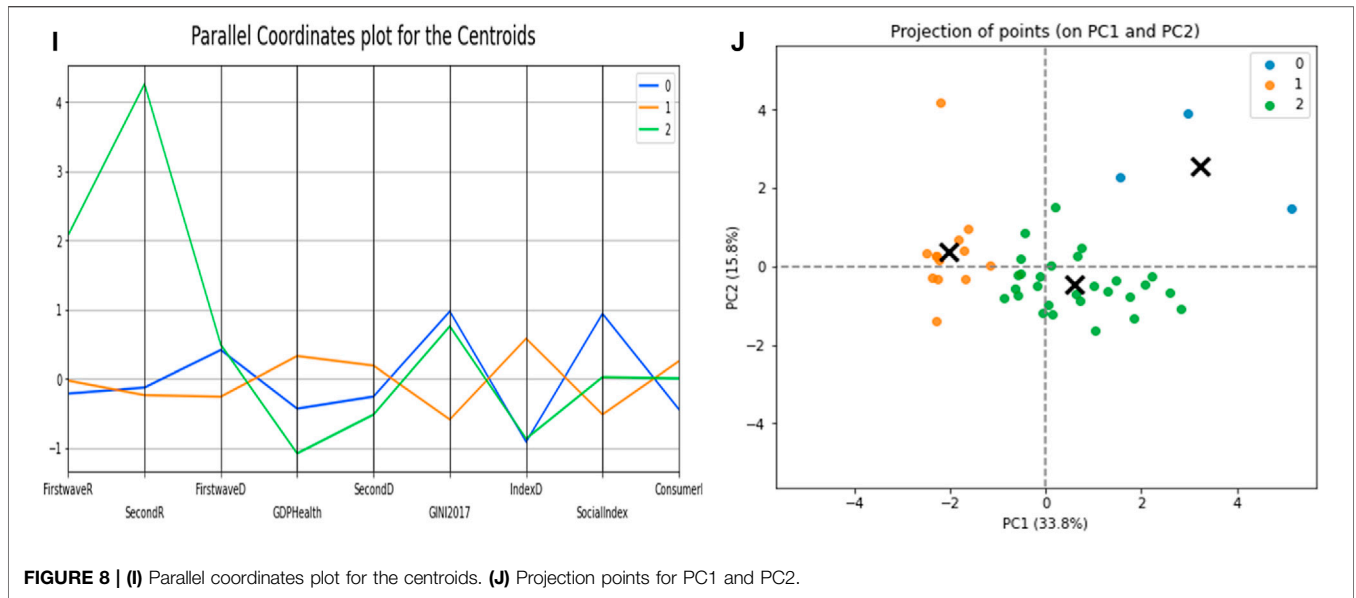 I
Parallel Coordinates plot for the Centroids
0
1
2
4
3
2
1
0
−1
FirstwaveR
SecondR
FirstwaveD
GDPHealth
SecondD
GINI2017
IndexD
SocialIndex
ConsumerI
J
Projection of points (on PC1 and PC2)
0
1
2
4
2
0
−2
−4
PC2 (15.8%)
−4
−2
0
2
4
PC1 (33.8%)
FIGURE 8 | (I) Parallel coordinates plot for the centroids. (J) Projection points for PC1 and PC2.